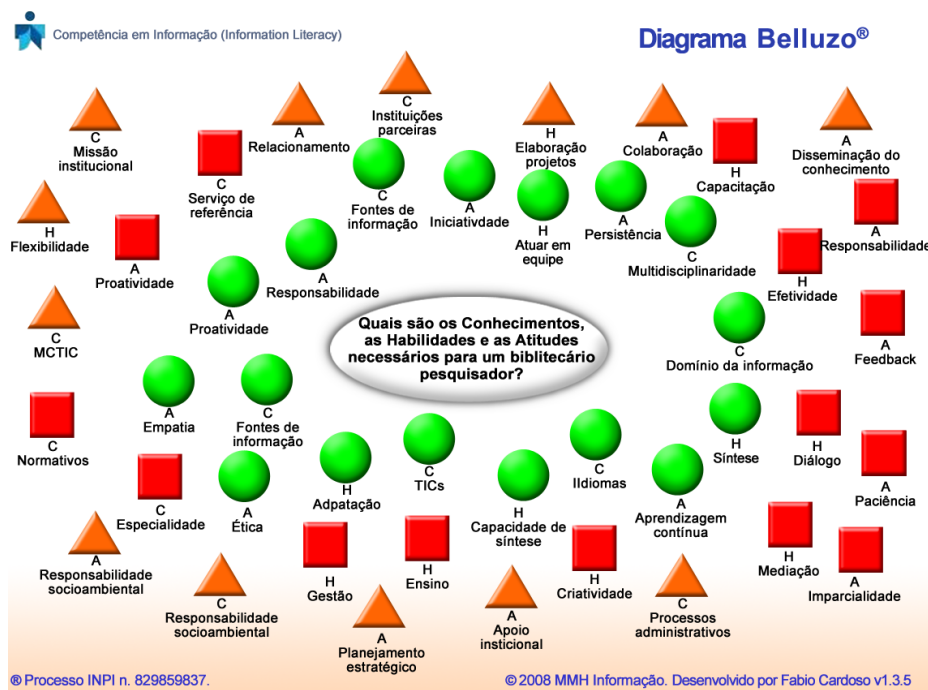 Competência em Informação (Information Literacy)
Diagrama Belluzo®
C
Missão
institucional
A
Relacionamento
C
Instituições
parceiras
H
Elaboração
projetos
A
Colaboração
A
Disseminação do
conhecimento
C
Serviço de
referência
C
Fontes de
informação
A
Iniciativdade
H
Atuar em
equipe
A
Persistência
H
Capacitação
H
Flexibilidade
A
Proatividade
A
Responsabilidade
C
Multidisciplinaridade
H
Efetividade
A
Responsabilidade
C
MCTIC
A
Proatividade
Quais são os Conhecimentos,
as Habilidades e as Atitudes
necessários para um biblitecário
pesquisador?
C
Domínio da informação
A
Feedback
C
Normativos
A
Empatia
C
Fontes de
informação
C
TICs
C
IIdiomas
H
Síntese
H
Diálogo
A
Paciência
C
Especialidade
A
Ética
H
Adpatação
H
Capacidade de
síntese
A
Aprendizagem
contínua
A
Responsabilidade
socioambiental
C
Responsabilidade
socioambiental
H
Gestão
H
Ensino
H
Criatividade
H
Mediação
A
Imparcialidade
A
Planejamento
estratégico
A
Apoio
insticional
C
Processos
administrativos
® Processo INPI n. 829859837.
© 2008 MMH Informação. Desenvolvido por Fabio Cardoso v1.3.5